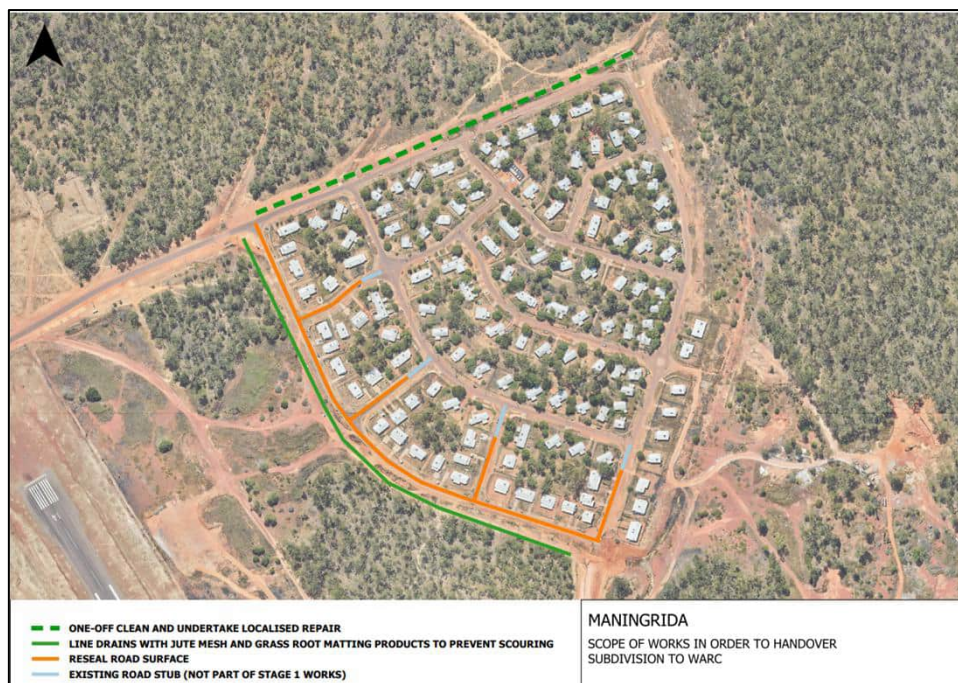 ONE-OFF CLEAN AND UNDERTAKE LOCALISED REPAIR
LINE DRAINS WITH JUTE MESH AND GRASS ROOT MATTING PRODUCTS TO PREVENT SCOURING
RESEAL ROAD SURFACE
EXISTING ROAD STUB (NOT PART OF STAGE 1 WORKS)
MANINGRIDA
SCOPE OF WORKS IN ORDER TO HANDOVER
SUBDIVISION TO WARC